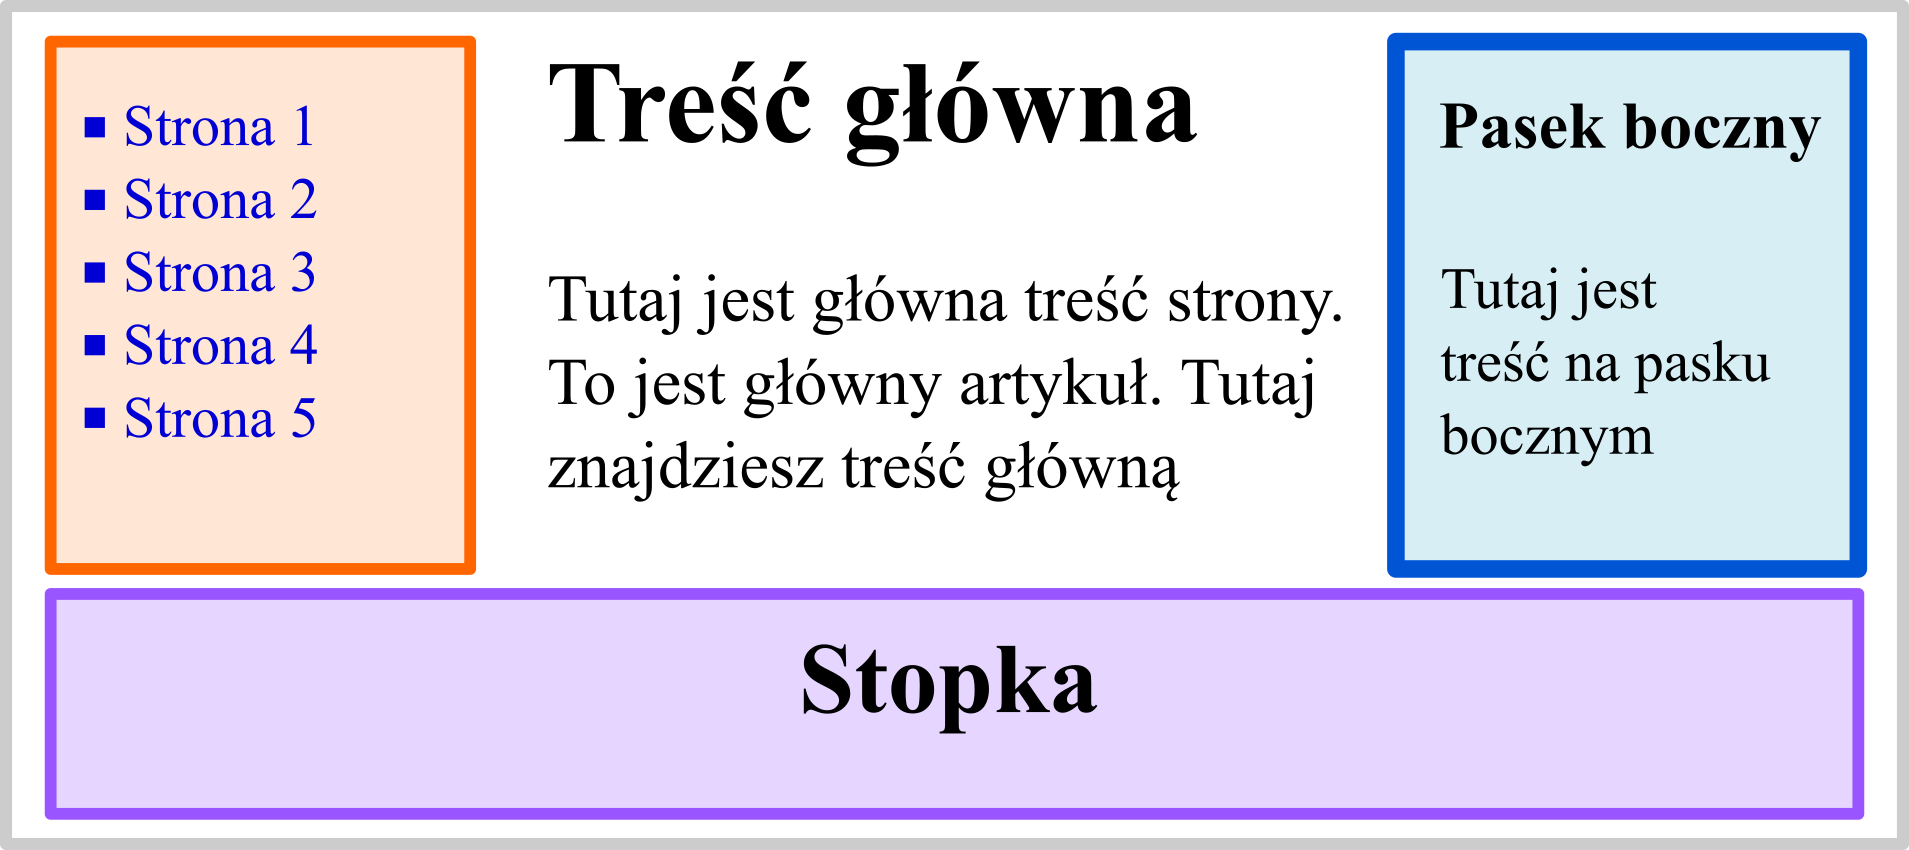 Strona 1
Strona 2
Strona 3
Strona 4
Strona 5
Treść główna
Tutaj jest główna treść strony.
To jest główny artykuł. Tutaj
znajdziesz treść główną
Pasek boczny
Tutaj jest
treść na pasku
bocznym
Stopka